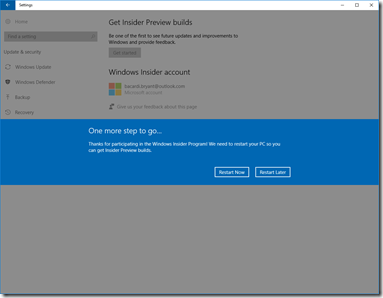 Settings
Home
Find a setting
Update & security
Windows Update
Windows Defender
Backup
Recovery
Get Insider Preview builds
Be one of the first to see future updates and improvements to
Windows and provide feedback.
Get started
Windows Insider account
Microsoft account
Give us your feedback about this page
One more step to go...
Thanks for participating in the Windows Insider Program! We need to restart your PC so you
can get Insider Preview builds.
Restart Now
Restart Later